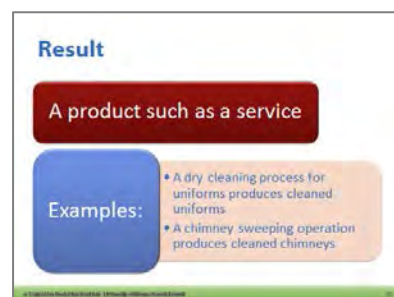 Result
A product such as a service
Examples:
• A dry cleaning process for
uniforms produces cleaned
uniforms
• A chimney sweeping operation
produces cleaned chimneys